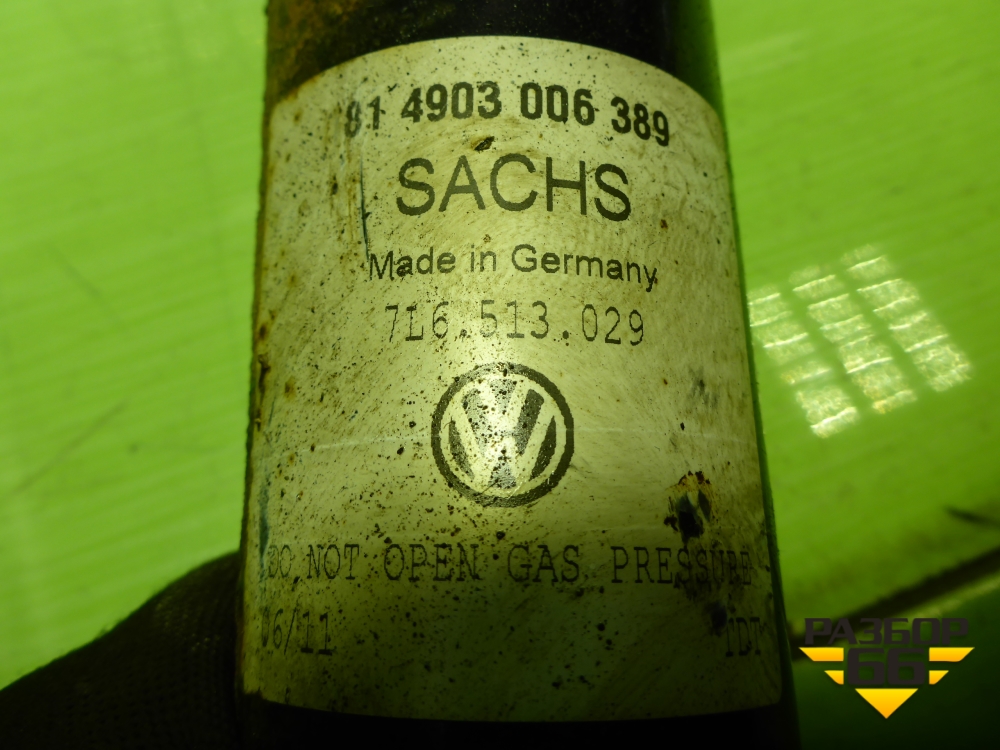 81 4903 006 389
SACHS
Made in Germany
7L6.513.029
DO NOT OPEN GAS PRESSURE
06/11
РАЗБОР
66